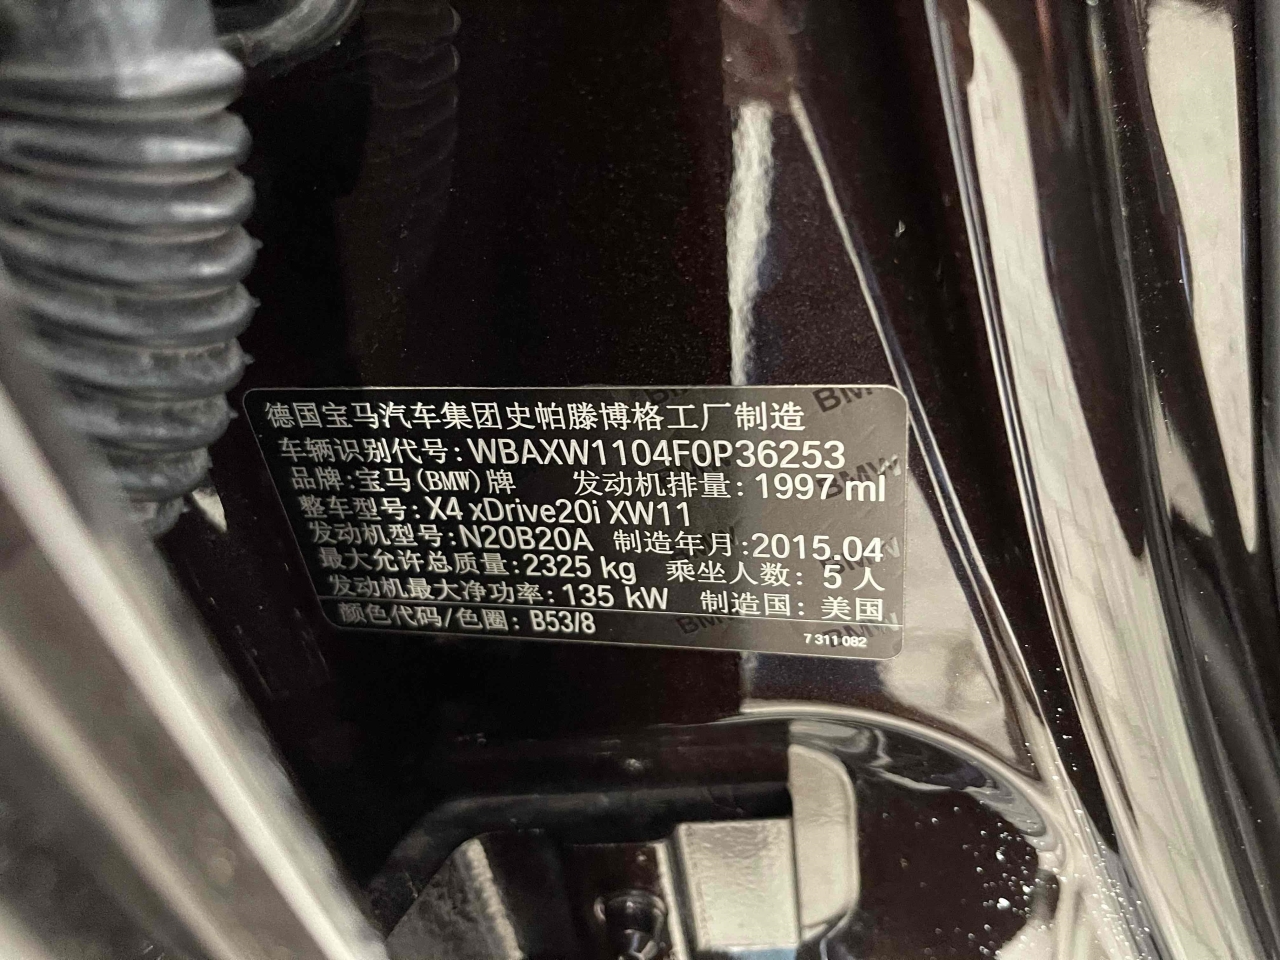 德国宝马汽车集团史帕滕博格工厂制造
车辆识别代号:WBAXW1104F0P36253
品牌:宝马(BMW)牌 发动机排量: 1997 ml
整车型号: X4 xDrive20i XW11
发动机型号:N20B20A 制造年月:2015.04
最大允许总质量:2325 kg 乘坐人数: 5 人
发动机最大净功率:135 kW 制造国: 美国
颜色代码/色圈: B53/8
7 311 082